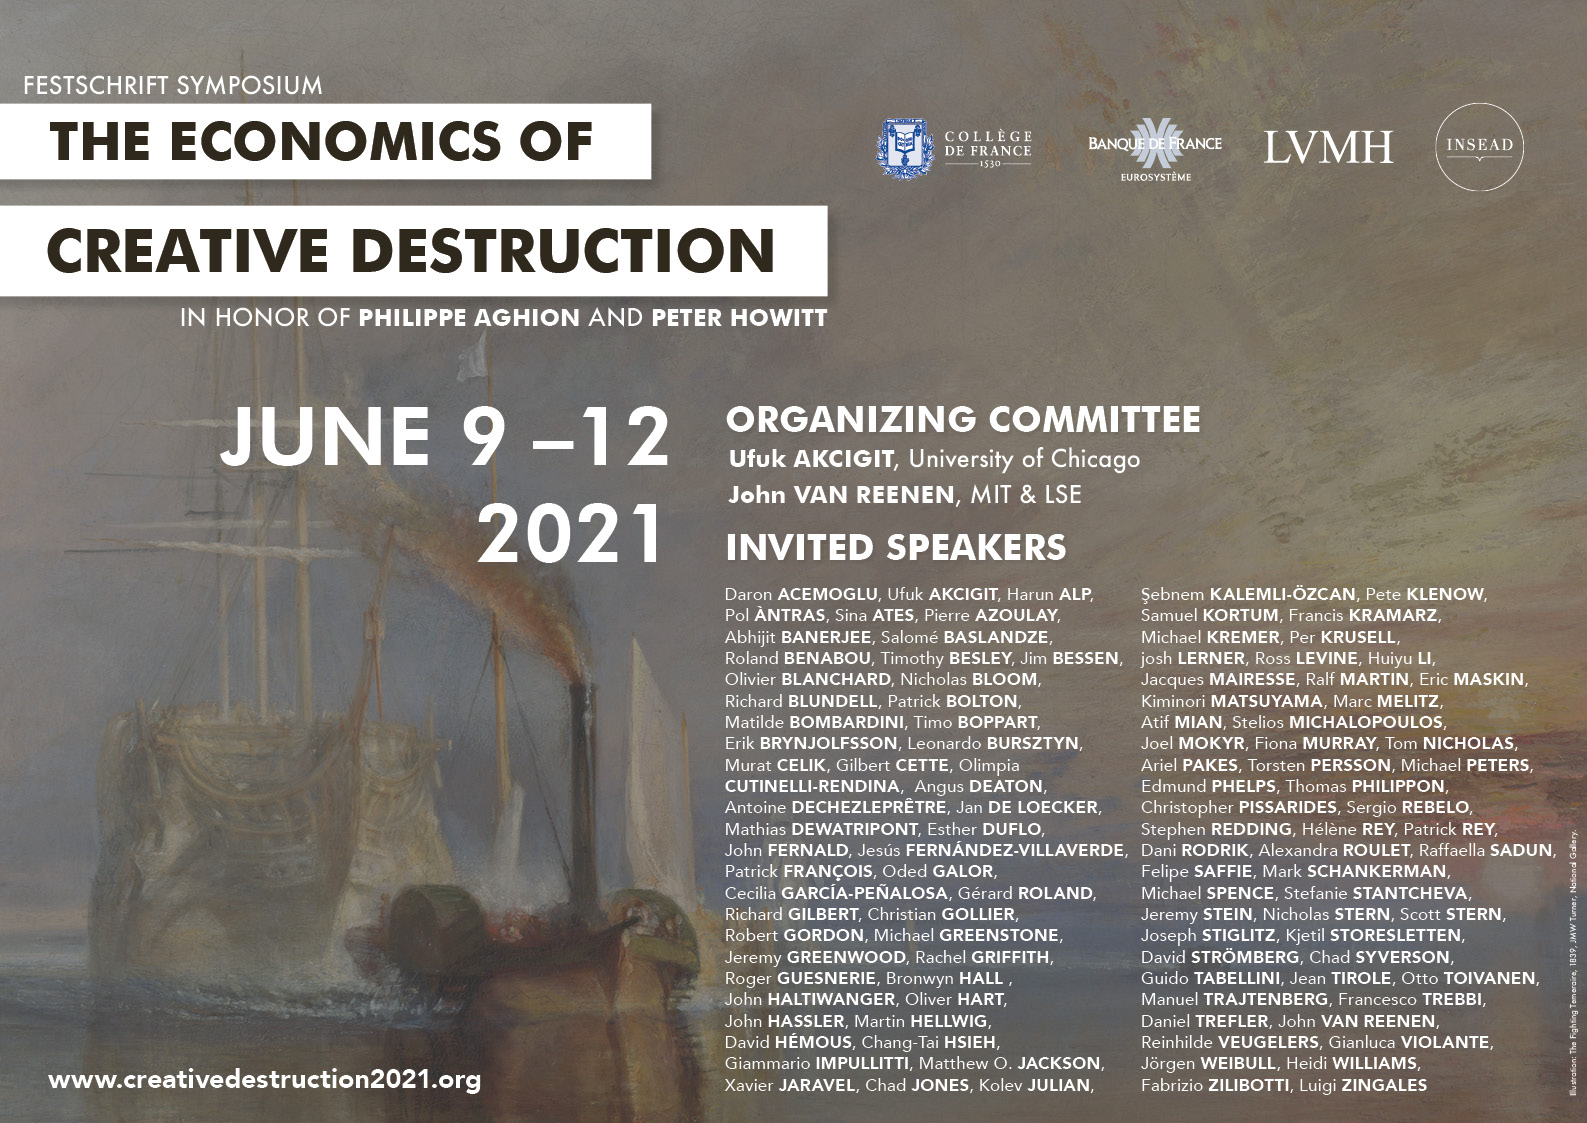 FESTSCHRIFT SYMPOSIUM
THE ECONOMICS OF
CREATIVE DESTRUCTION
IN HONOR OF PHILIPPE AGHION AND PETER HOWITT
COLLÈGE
DE FRANCE
1530
BANQUE DE FRANCE
EUROSYSTÈME
LVMH
INSEAD
JUNE 9 –12
2021
ORGANIZING COMMITTEE
Ufuk AKCIGIT, University of Chicago
John VAN REENEN, MIT & LSE
INVITED SPEAKERS
Daron ACEMOGLU, Ufuk AKCIGIT, Harun ALP,
Pol ÀNTRAS, Sina ATES, Pierre AZOULAY,
Abhijit BANERJEE, Salomé BASLANDZE,
Roland BENABOU, Timothy BESLEY, Jim BESSEN,
Olivier BLANCHARD, Nicholas BLOOM,
Richard BLUNDELL, Patrick BOLTON,
Matilde BOMBARDINI, Timo BOPPART,
Erik BRYNJOLFSSON, Leonardo BURSZTYN,
Murat CELIK, Gilbert CETTE, Olimpia
CUTINELLI-RENDINA, Angus DEATON,
Antoine DECHEZLEPRÊTRE, Jan DE LOECKER,
Mathias DEWATRIPONT, Esther DUFLO,
John FERNALD, Jesús FERNÁNDEZ-VILLAVERDE,
Patrick FRANÇOIS, Oded GALOR,
Cecilia GARCÍA-PEÑALOSA, Gérard ROLAND,
Richard GILBERT, Christian GOLLIER,
Robert GORDON, Michael GREENSTONE,
Jeremy GREENWOOD, Rachel GRIFFITH,
Roger GUESNERIE, Bronwyn HALL ,
John HALTIWANGER, Oliver HART,
John HASSLER, Martin HELLWIG,
David HÉMOUS, Chang-Tai HSIEH,
Giammario IMPULLITTI, Matthew O. JACKSON,
Xavier JARAVEL, Chad JONES, Kolev JULIAN,
Şebnem KALEMLI-ÖZCAN, Pete KLENOW,
Samuel KORTUM, Francis KRAMARZ,
Michael KREMER, Per KRUSELL,
josh LERNER, Ross LEVINE, Huiyu LI,
Jacques MAIRESSE, Ralf MARTIN, Eric MASKIN,
Kiminori MATSUYAMA, Marc MELITZ,
Atif MIAN, Stelios MICHALOPOULOS,
Joel MOKYR, Fiona MURRAY, Tom NICHOLAS,
Ariel PAKES, Torsten PERSSON, Michael PETERS,
Edmund PHELPS, Thomas PHILIPPON,
Christopher PISSARIDES, Sergio REBELO,
Stephen REDDING, Hélène REY, Patrick REY,
Dani RODRIK, Alexandra ROULET, Raffaella SADUN,
Felipe SAFFIE, Mark SCHANKERMAN,
Michael SPENCE, Stefanie STANTCHEVA,
Jeremy STEIN, Nicholas STERN, Scott STERN,
Joseph STIGLITZ, Kjetil STORESLETTEN,
David STRÖMBERG, Chad SYVERSON,
Guido TABELLINI, Jean TIROLE, Otto TOIVANEN,
Manuel TRAJTENBERG, Francesco TREBBI,
Daniel TREFLER, John VAN REENEN,
Reinhilde VEUGELERS, Gianluca VIOLANTE,
Jörgen WEIBULL, Heidi WILLIAMS,
Fabrizio ZILIBOTTI, Luigi ZINGALES
www.creativedestruction2021.org
Illustration: The Fighting Temeraire, 1839, JMW Turner, National Gallery.